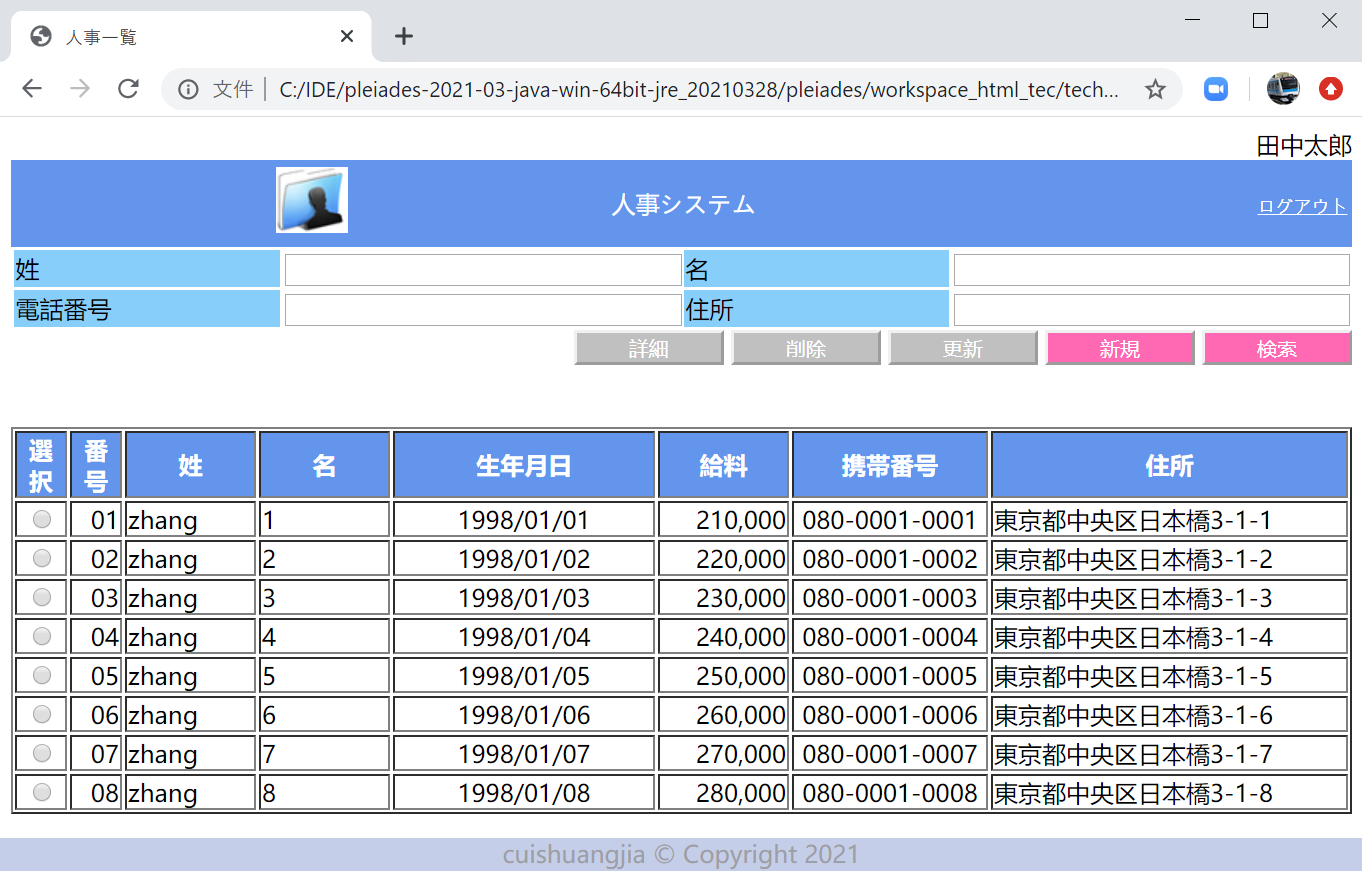 人事一覧
文件 C:/IDE/pleiades-2021-03-java-win-64bit-jre_20210328/pleiades/workspace_html_tec/tech...
田中太郎
人事システム ログアウト
姓 名
電話番号 住所
詳細 削除 更新 新規 検索
選択 番号 姓 名 生年月日 給料 携帯番号 住所
01 zhang 1 1998/01/01 210,000 080-0001-0001 東京都中央区日本橋3-1-1
02 zhang 2 1998/01/02 220,000 080-0001-0002 東京都中央区日本橋3-1-2
03 zhang 3 1998/01/03 230,000 080-0001-0003 東京都中央区日本橋3-1-3
04 zhang 4 1998/01/04 240,000 080-0001-0004 東京都中央区日本橋3-1-4
05 zhang 5 1998/01/05 250,000 080-0001-0005 東京都中央区日本橋3-1-5
06 zhang 6 1998/01/06 260,000 080-0001-0006 東京都中央区日本橋3-1-6
07 zhang 7 1998/01/07 270,000 080-0001-0007 東京都中央区日本橋3-1-7
08 zhang 8 1998/01/08 280,000 080-0001-0008 東京都中央区日本橋3-1-8
cuishuangjia © Copyright 2021